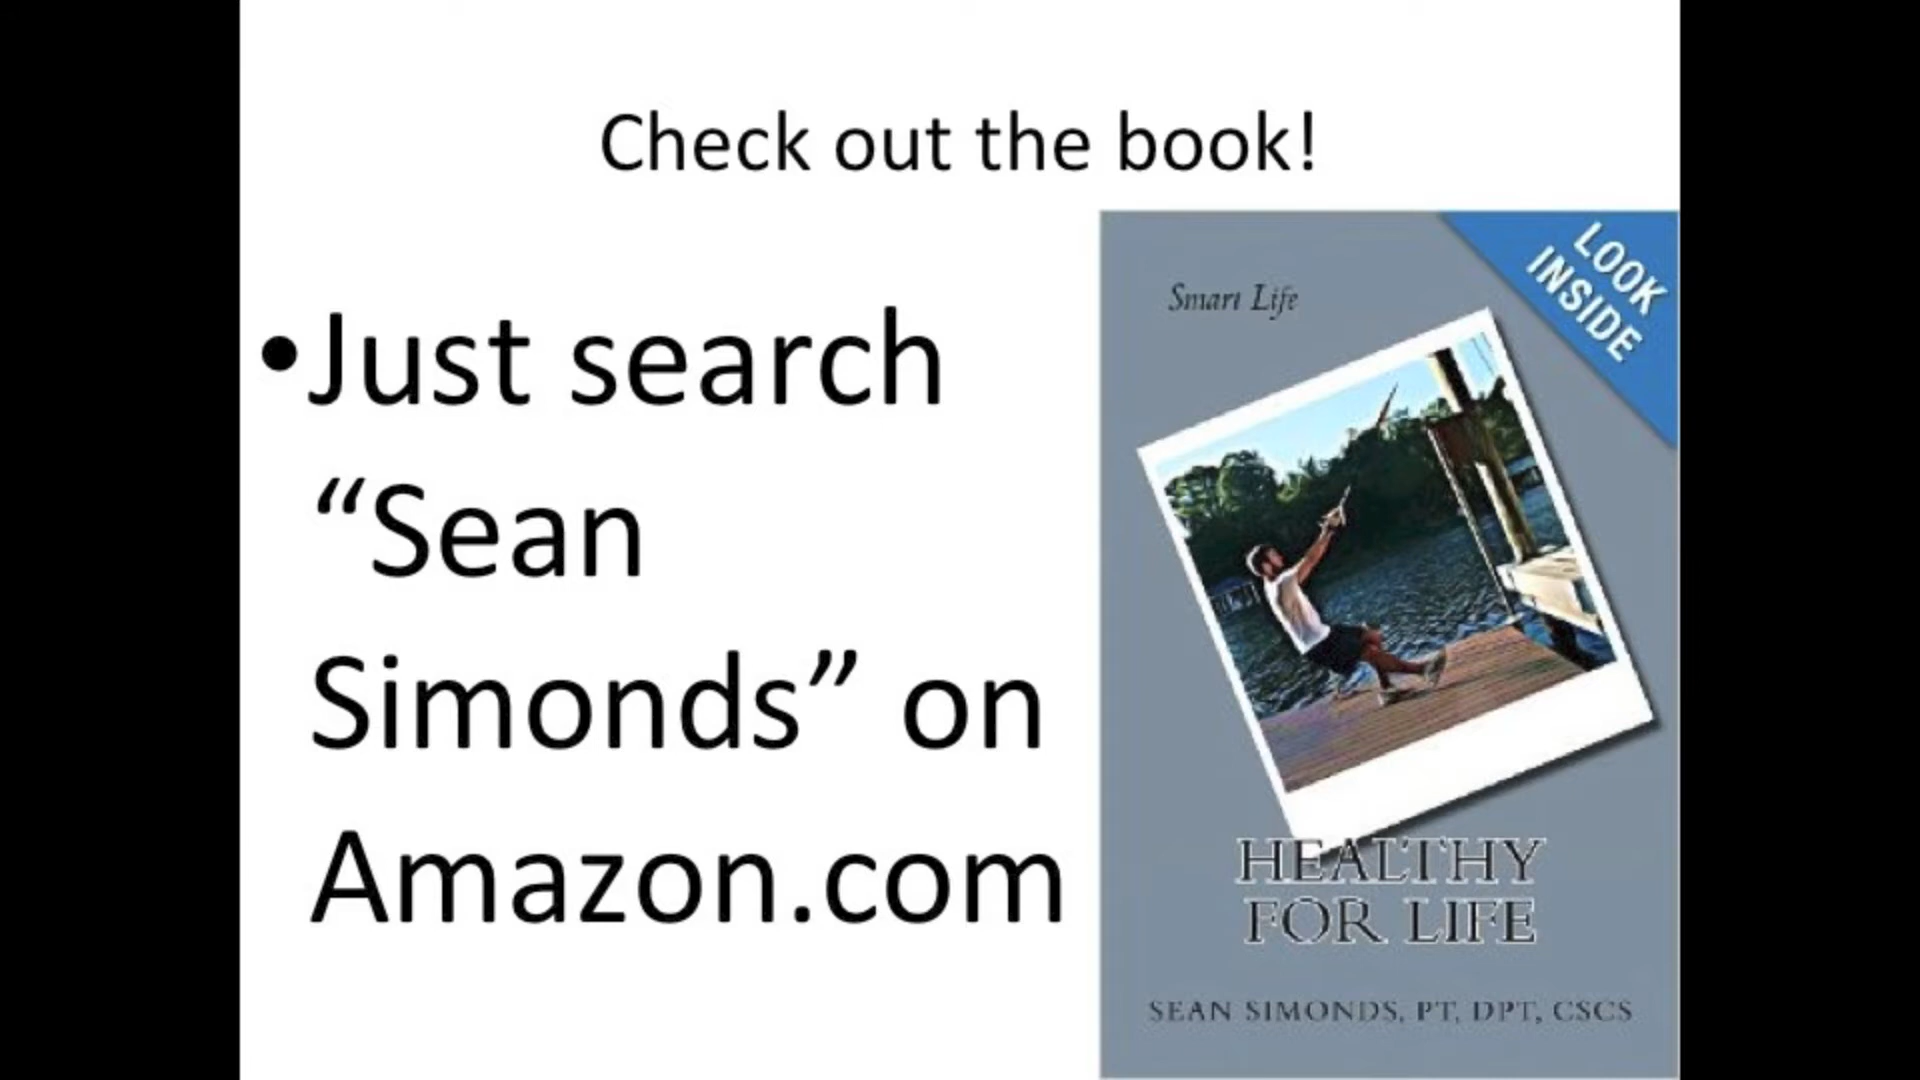 Check out the book!
•Just search
“Sean
Simonds” on
Amazon.com
LOOK
INSIDE
Smart Life
HEALTHY
FOR LIFE
SEAN SIMONDS, PT, DPT, CSCS